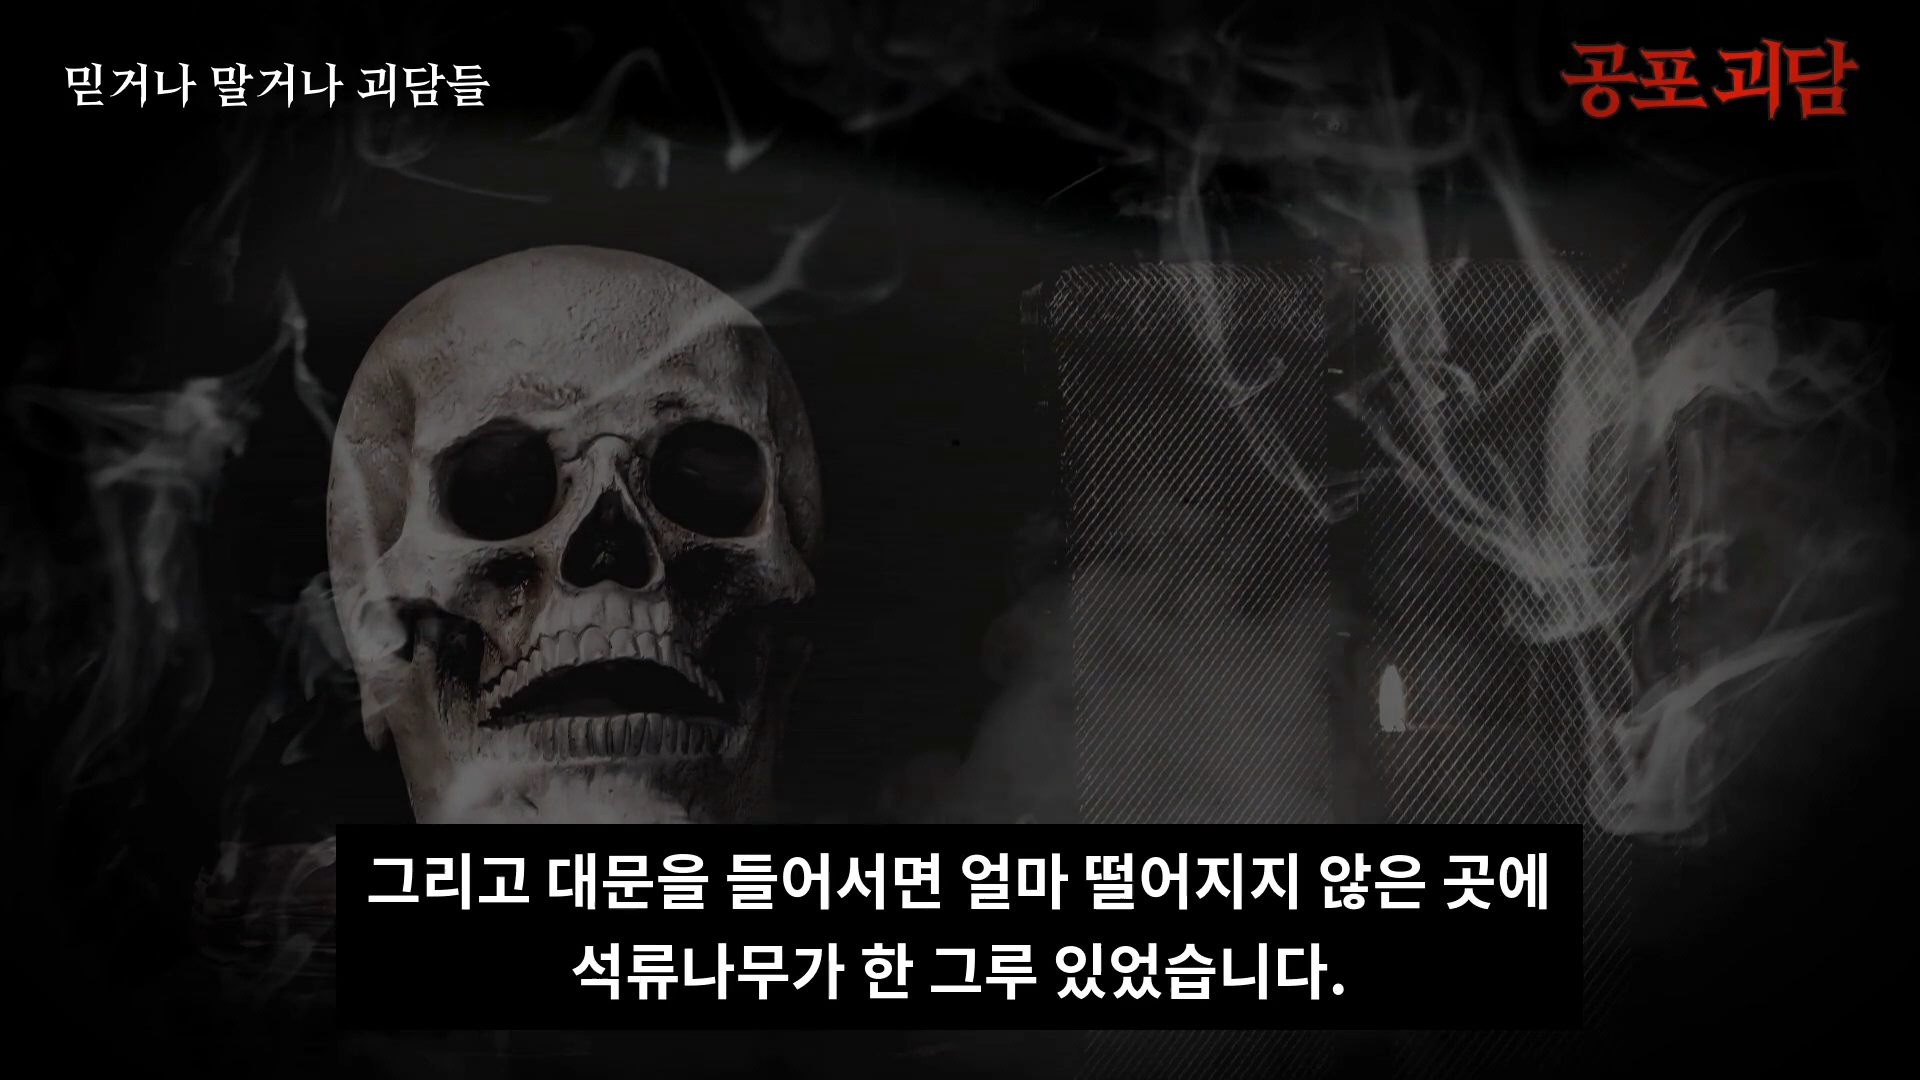 믿거나 말거나 괴담들
공포 괴담
그리고 대문을 들어서면 얼마 떨어지지 않은 곳에
석류나무가 한 그루 있었습니다.